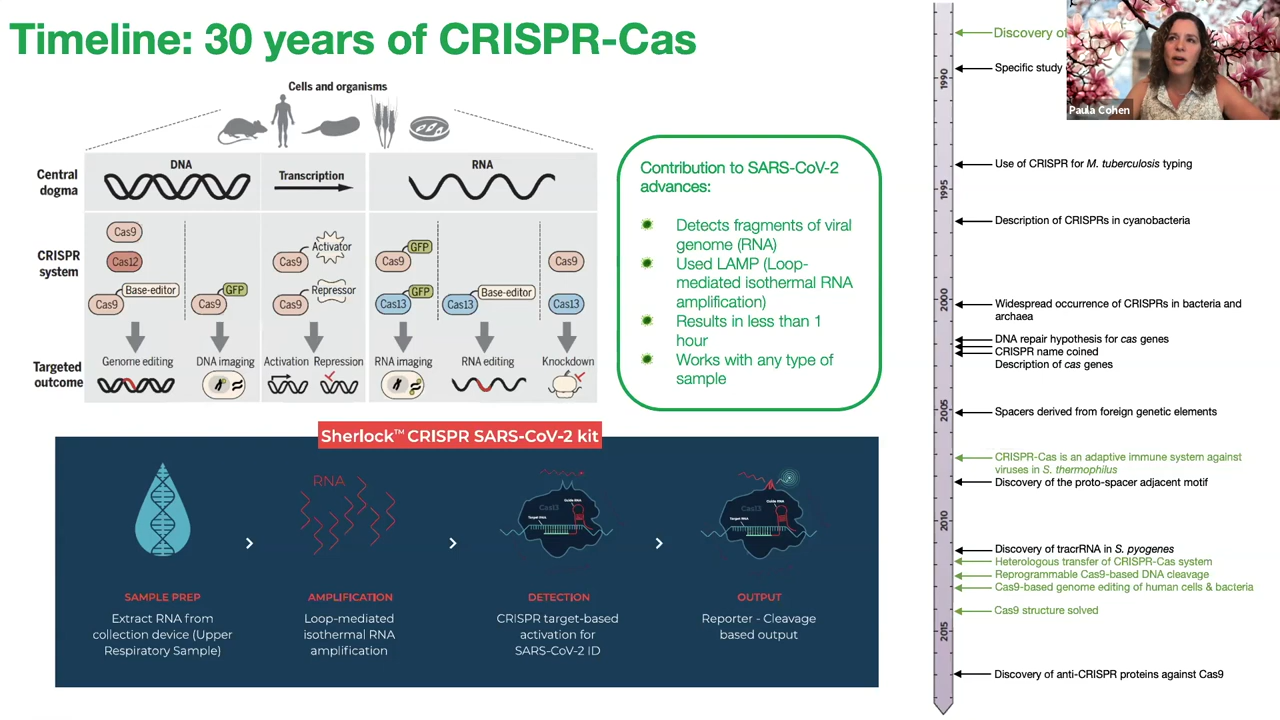 Timeline: 30 years of CRISPR-Cas
Cells and organisms
Central
dogma
DNA
Transcription
RNA
CRISPR
system
Cas9
Cas12
Cas9
Base-editor
Cas9
GFP
Cas9
Activator
Cas9
Repressor
Cas9
GFP
Cas13
GFP
Cas13
Base-editor
Cas9
Cas13
Targeted
outcome
Genome editing
DNA imaging
Activation
Repression
RNA imaging
RNA editing
Knockdown
Contribution to SARS-CoV-2
advances:
Detects fragments of viral
genome (RNA)
Used LAMP (Loop-
mediated isothermal RNA
amplification)
Results in less than 1
hour
Works with any type of
sample
Sherlock™ CRISPR SARS-CoV-2 kit
RNA
Cas13
Guide RNA
Target RNA
Cas13
Guide RNA
Target RNA
SAMPLE PREP
Extract RNA from
collection device (Upper
Respiratory Sample)
AMPLIFICATION
Loop-mediated
isothermal RNA
amplification
DETECTION
CRISPR target-based
activation for
SARS-CoV-2 ID
OUTPUT
Reporter - Cleavage
based output
1990
1995
2000
2005
2010
2015
Discovery of
Specific study
Use of CRISPR for M. tuberculosis typing
Description of CRISPRs in cyanobacteria
Widespread occurrence of CRISPRs in bacteria and
archaea
DNA repair hypothesis for cas genes
CRISPR name coined
Description of cas genes
Spacers derived from foreign genetic elements
CRISPR-Cas is an adaptive immune system against
viruses in S. thermophilus
Discovery of the proto-spacer adjacent motif
Discovery of tracrRNA in S. pyogenes
Heterologous transfer of CRISPR-Cas system
Reprogrammable Cas9-based DNA cleavage
Cas9-based genome editing of human cells & bacteria
Cas9 structure solved
Discovery of anti-CRISPR proteins against Cas9
Paula Cohen